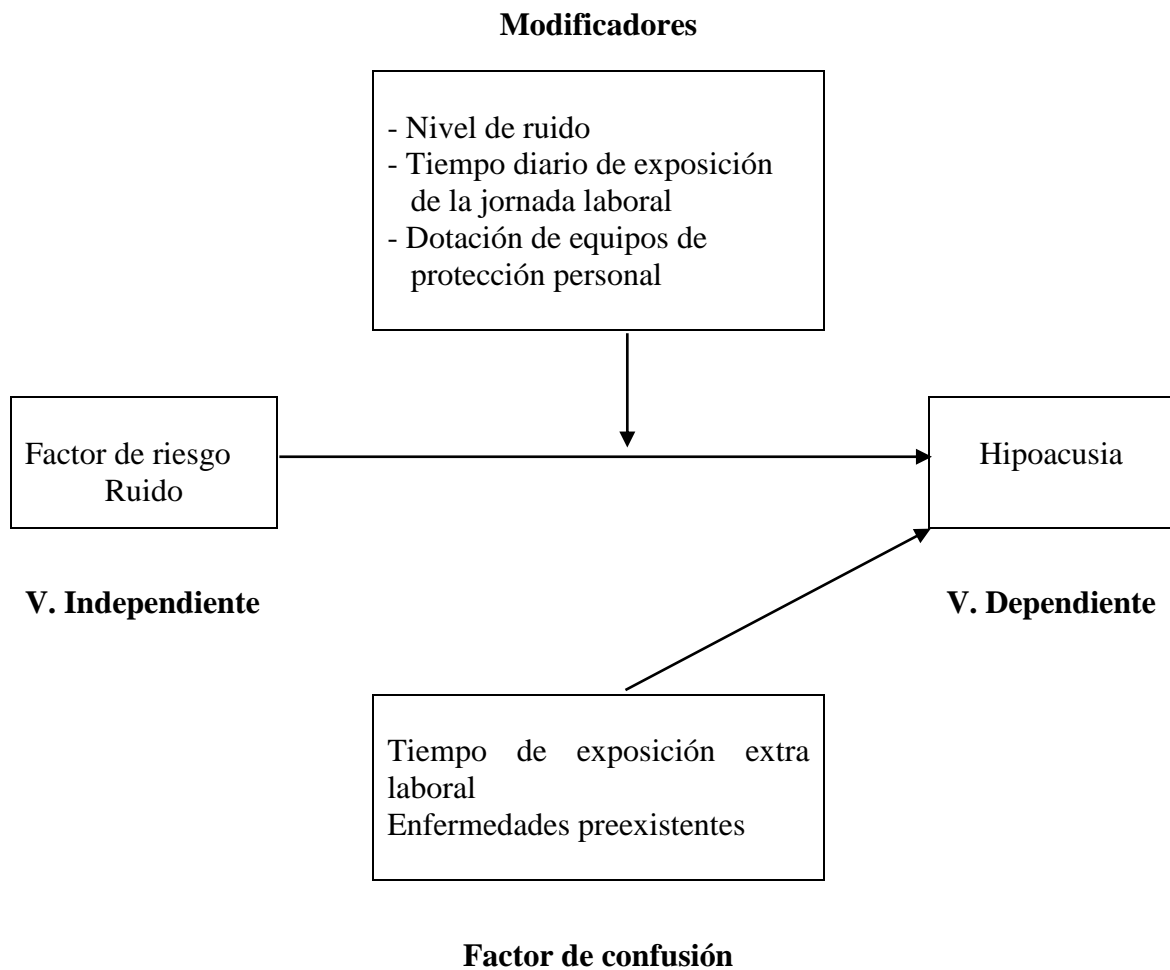 Modificadores
- Nivel de ruido
- Tiempo diario de exposición
de la jornada laboral
- Dotación de equipos de
protección personal
Factor de riesgo
Ruido
Hipoacusia
V. Independiente
V. Dependiente
Tiempo de exposición extra
laboral
Enfermedades preexistentes
Factor de confusión